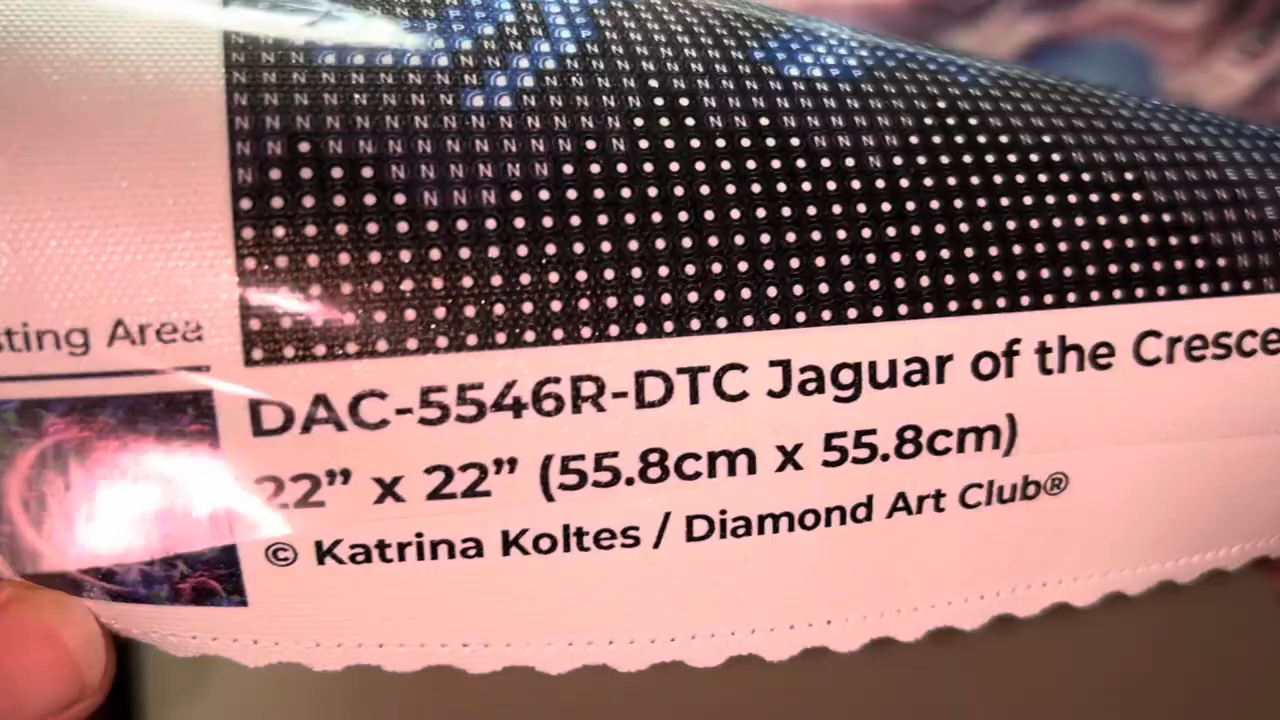 sting Area
DAC-5546R-DTC Jaguar of the Cresce
22” x 22” (55.8cm x 55.8cm)
© Katrina Koltes / Diamond Art Club®